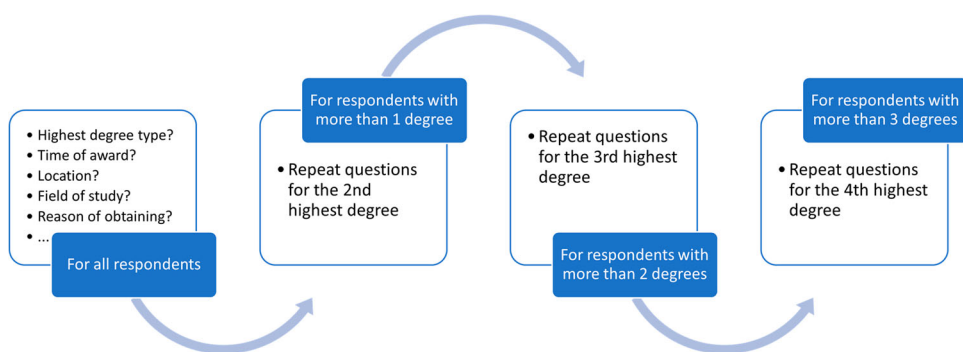 • Highest degree type?
• Time of award?
• Location?
• Field of study?
• Reason of obtaining?
• ...
For all respondents
For respondents with
more than 1 degree
• Repeat questions
for the 2nd
highest degree
• Repeat questions
for the 3rd highest
degree
For respondents with
more than 2 degrees
For respondents with
more than 3 degrees
• Repeat questions
for the 4th highest
degree